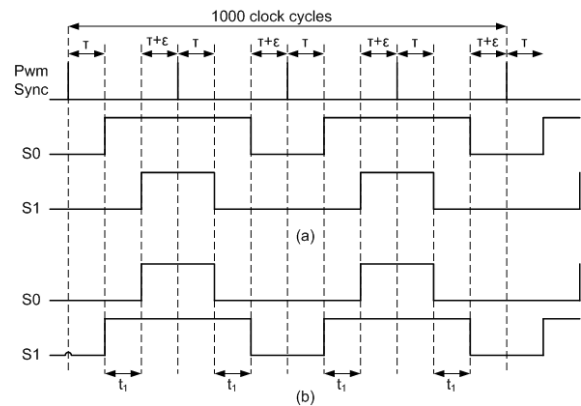 1000 clock cycles
τ τ+ε τ τ+ε τ τ+ε τ τ+ε τ
Pwm
Sync
S0
S1
(a)
S0
S1
t₁ t₁ t₁ t₁
(b)